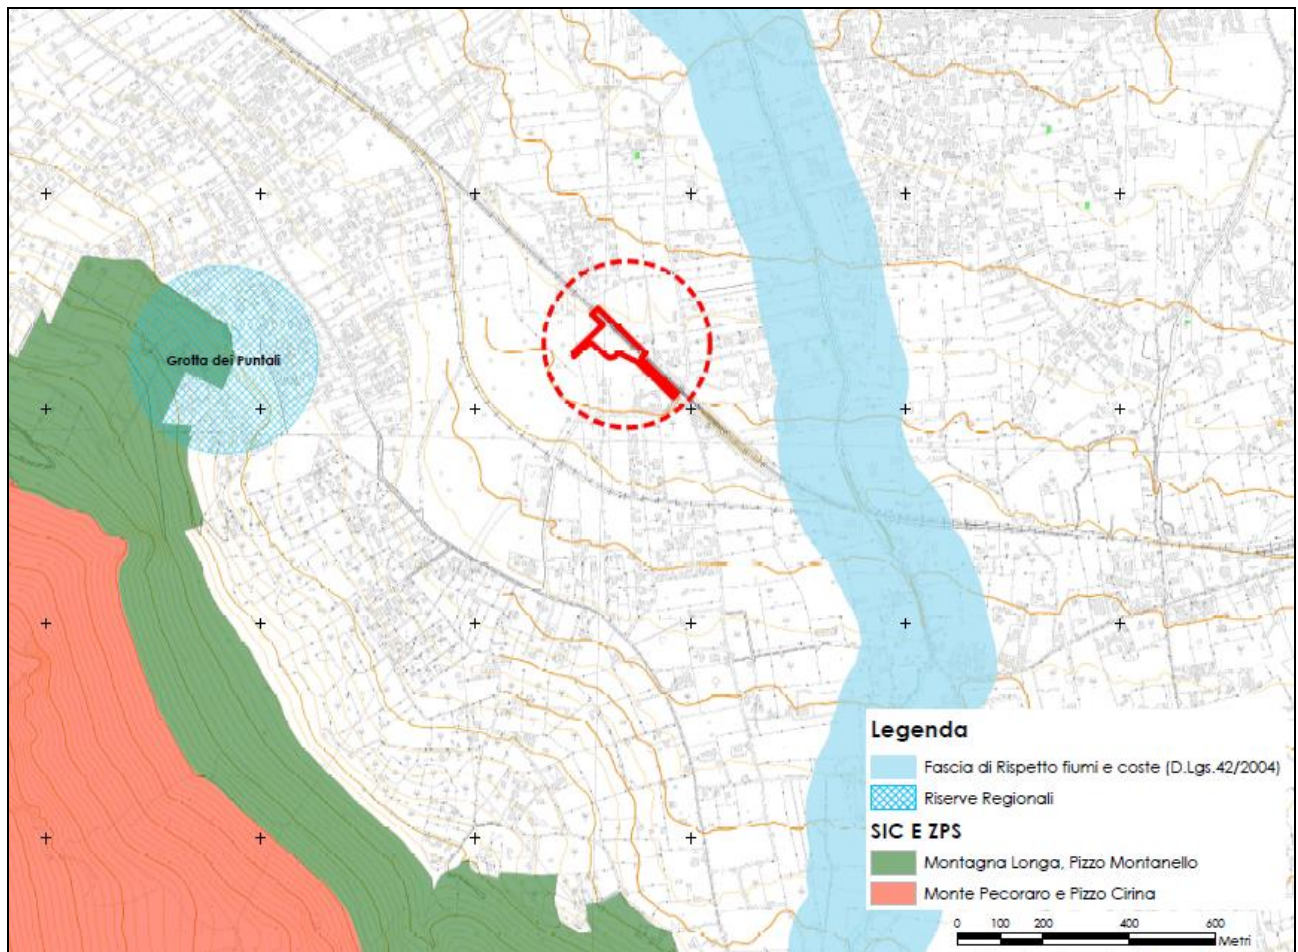 Grotta dei Puntali
Legenda
Fascia di Rispetto fiumi e coste (D.Lgs.42/2004)
Riserve Regionali
SIC E ZPS
Montagna Longa, Pizzo Montanello
Monte Pecoraro e Pizzo Cirina
0 100 200 400 600
Metri